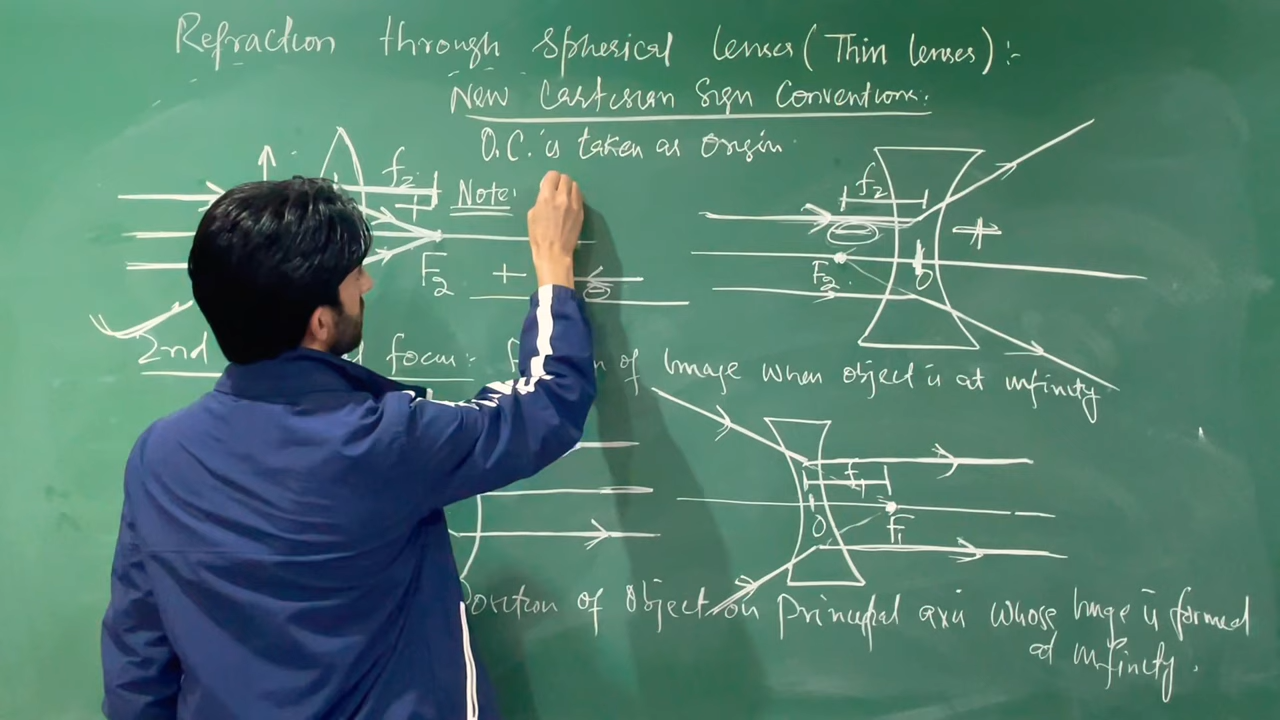 Refraction through Spherical lenses (Thin lenses) :-
New Cartesian Sign Convention:
O.C. is taken as Origin
f2
Note:
F2
+
⊖
f2
⊖
+
F2
O
2nd focus:- of Image when object is at infinity
f1
O
F1
Position of Object on Principal axis whose Image is formed
at infinity.